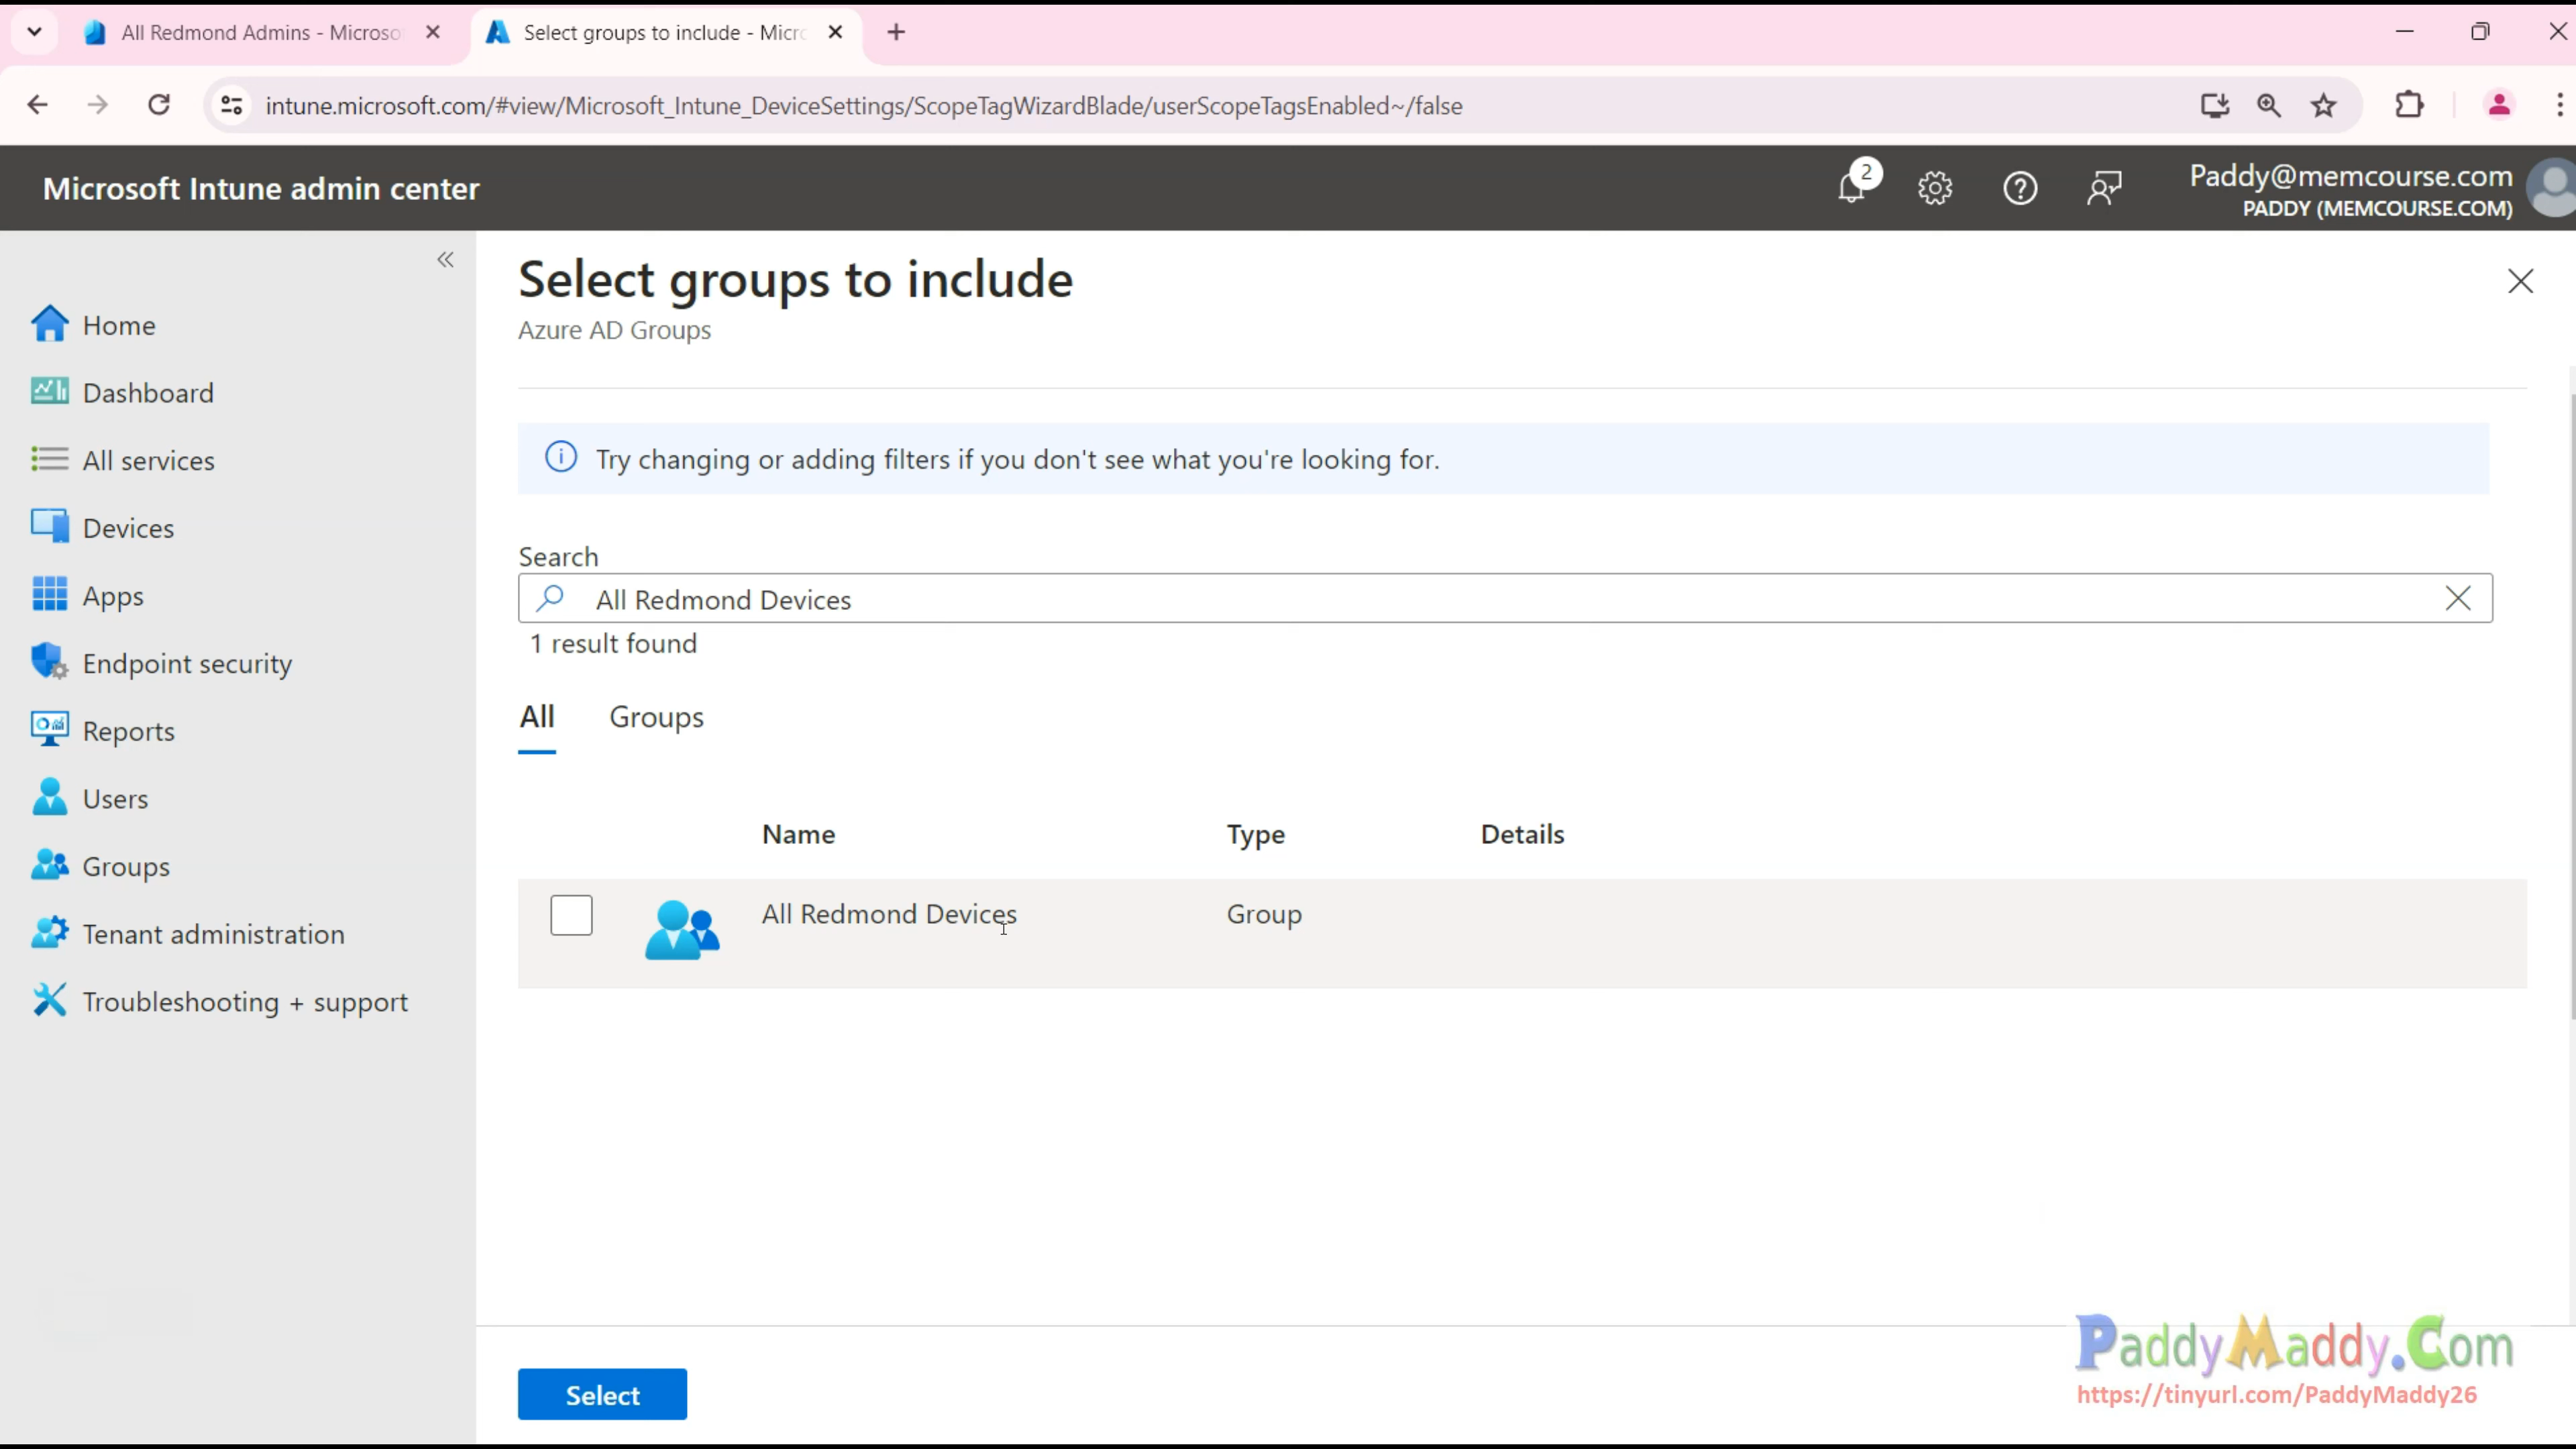 All Redmond Admins - Microso
Select groups to include - Micro
intune.microsoft.com/#view/Microsoft_Intune_DeviceSettings/ScopeTagWizardBlade/userScopeTagsEnabled~/false
Microsoft Intune admin center
2
Paddy@memcourse.com
PADDY (MEMCOURSE.COM)
Home
Dashboard
All services
Devices
Apps
Endpoint security
Reports
Users
Groups
Tenant administration
Troubleshooting + support
Select groups to include
Azure AD Groups
Try changing or adding filters if you don't see what you're looking for.
Search
All Redmond Devices
1 result found
All Groups
Name Type Details
All Redmond Devices Group
Select
PaddyMaddy.Com
https://tinyurl.com/PaddyMaddy26